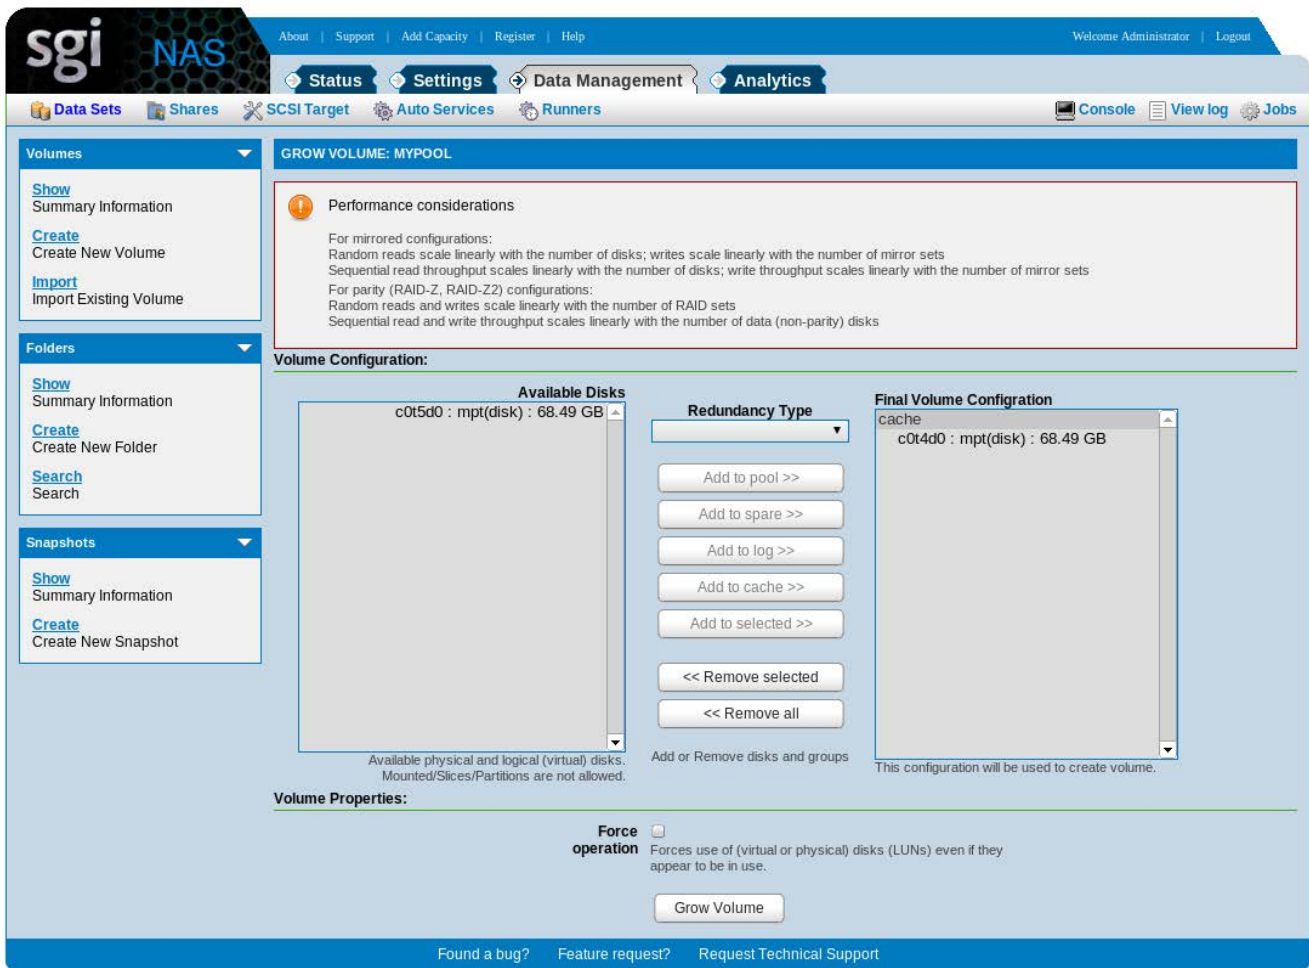 sgi NAS
About | Support | Add Capacity | Register | Help
Welcome Administrator | Logout
Status
Settings
Data Management
Analytics
Data Sets
Shares
SCSI Target
Auto Services
Runners
Console
View log
Jobs
Volumes
Show
Summary Information
Create
Create New Volume
Import
Import Existing Volume
Folders
Show
Summary Information
Create
Create New Folder
Search
Search
Snapshots
Show
Summary Information
Create
Create New Snapshot
GROW VOLUME: MYPOOL
Performance considerations
For mirrored configurations:
Random reads scale linearly with the number of disks; writes scale linearly with the number of mirror sets
Sequential read throughput scales linearly with the number of disks; write throughput scales linearly with the number of mirror sets
For parity (RAID-Z, RAID-Z2) configurations:
Random reads and writes scale linearly with the number of RAID sets
Sequential read and write throughput scales linearly with the number of data (non-parity) disks
Volume Configuration:
Available Disks
c0t5d0 : mpt(disk) : 68.49 GB
Available physical and logical (virtual) disks.
Mounted/Slices/Partitions are not allowed.
Redundancy Type
Add to pool >>
Add to spare >>
Add to log >>
Add to cache >>
Add to selected >>
<< Remove selected
<< Remove all
Add or Remove disks and groups
Final Volume Configration
cache
c0t4d0 : mpt(disk) : 68.49 GB
This configuration will be used to create volume.
Volume Properties:
Force
operation
Forces use of (virtual or physical) disks (LUNs) even if they
appear to be in use.
Grow Volume
Found a bug?
Feature request?
Request Technical Support